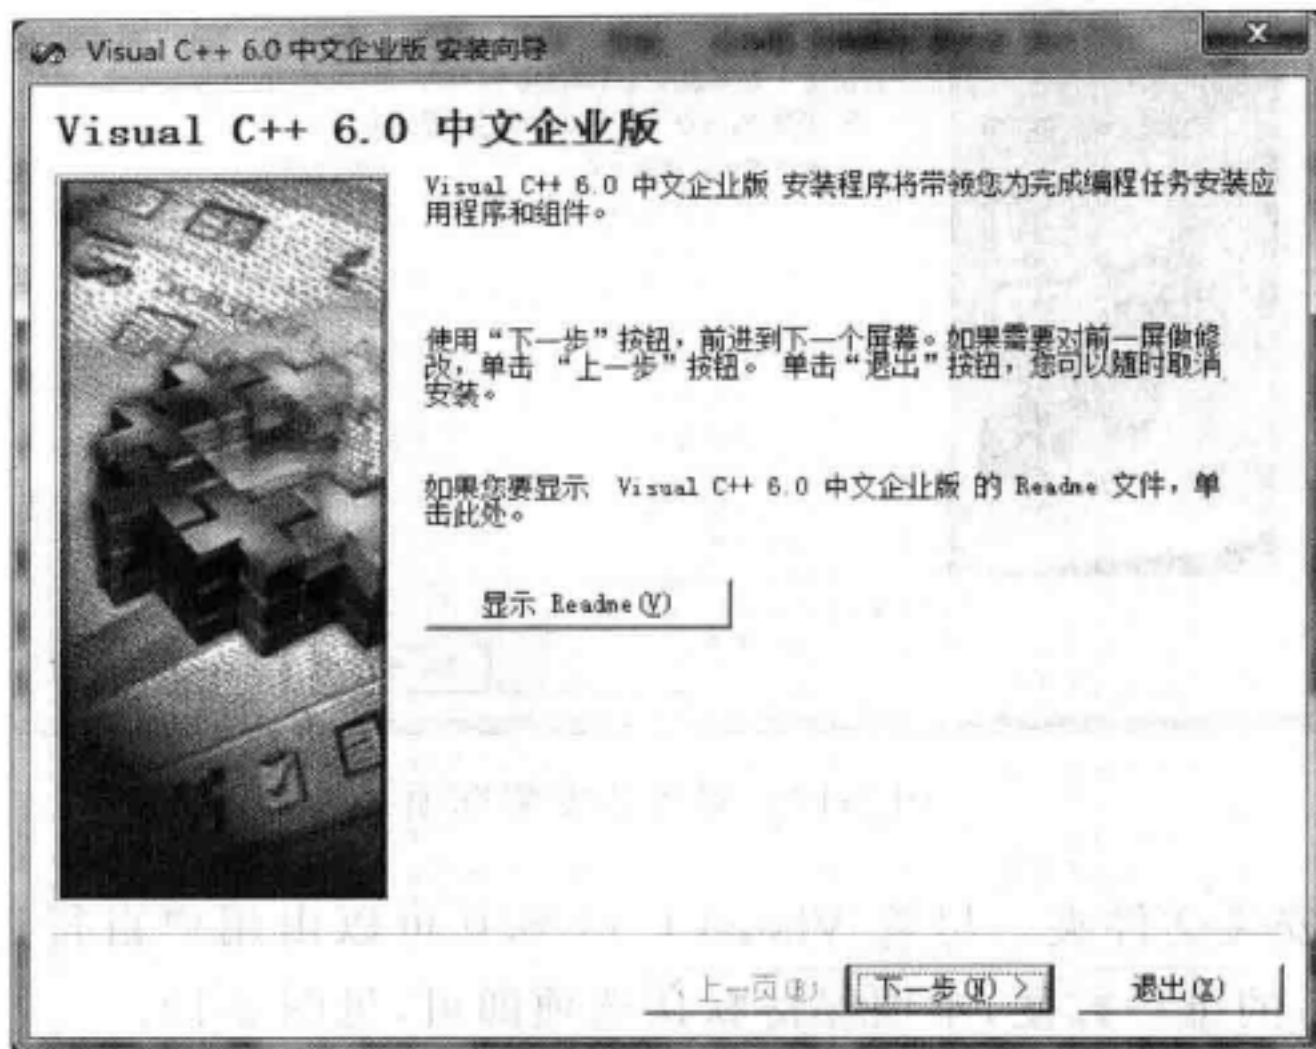 Visual C++ 6.0 中文企业版 安装向导
Visual C++ 6.0 中文企业版
Visual C++ 6.0 中文企业版 安装程序将带领您为完成编程任务安装应
用程序和组件。
使用“下一步”按钮，前进到下一个屏幕。如果需要对前一屏做修
改，单击 “上一步”按钮。 单击“退出”按钮，您可以随时取消
安装。
如果您要显示 Visual C++ 6.0 中文企业版 的 Readme 文件，单
击此处。
显示 Readme(V)
< 上一页(B)
下一步(N) >
退出(X)